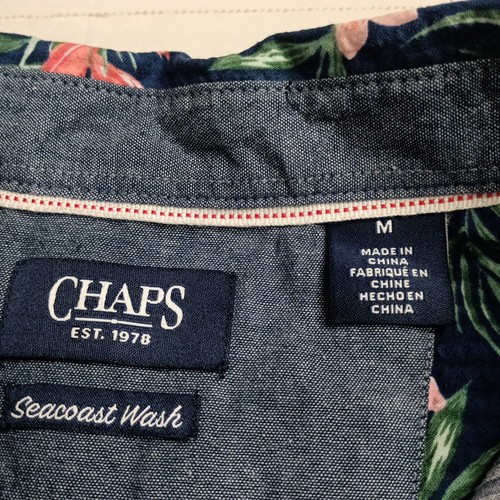 CHAPS
EST. 1978
Seacoast Wash
M
MADE IN
CHINA
FABRIQUÉ EN
CHINE
HECHO EN
CHINA